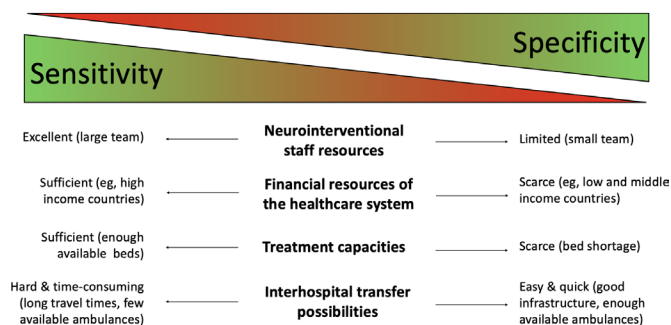 Specificity
Sensitivity
Excellent (large team)
Neurointerventional
staff resources
Limited (small team)
Sufficient (eg, high
income countries)
Financial resources of
the healthcare system
Scarce (eg, low and middle
income countries)
Sufficient (enough
available beds)
Treatment capacities
Scarce (bed shortage)
Hard & time-consuming
(long travel times, few
available ambulances)
Interhospital transfer
possibilities
Easy & quick (good
infrastructure, enough
available ambulances)